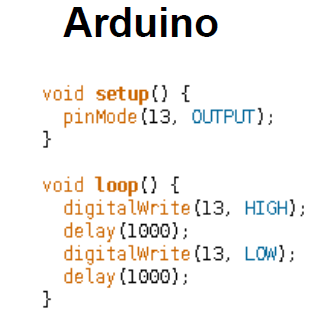 Arduino
void setup() {
  pinMode(13, OUTPUT);
}
void loop() {
  digitalWrite(13, HIGH);
  delay(1000);
  digitalWrite(13, LOW);
  delay(1000);
}